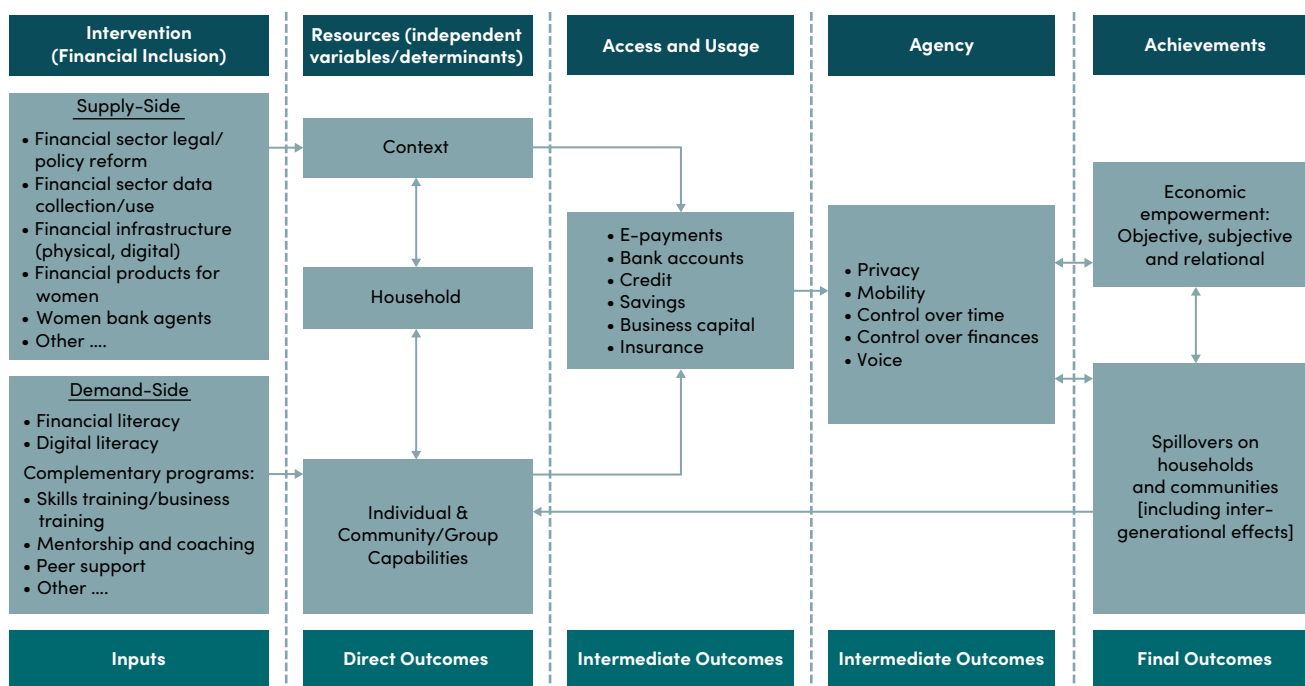 Intervention
(Financial Inclusion)
Resources (independent
variables/determinants)
Access and Usage
Agency
Achievements
Supply-Side
• Financial sector legal/
policy reform
• Financial sector data
collection/use
• Financial infrastructure
(physical, digital)
• Financial products for
women
• Women bank agents
• Other ....
Demand-Side
• Financial literacy
• Digital literacy
Complementary programs:
• Skills training/business
training
• Mentorship and coaching
• Peer support
• Other ....
Context
Household
Individual &
Community/Group
Capabilities
• E-payments
• Bank accounts
• Credit
• Savings
• Business capital
• Insurance
• Privacy
• Mobility
• Control over time
• Control over finances
• Voice
Economic
empowerment:
Objective, subjective
and relational
Spillovers on
households
and communities
[including inter-
generational effects]
Inputs
Direct Outcomes
Intermediate Outcomes
Intermediate Outcomes
Final Outcomes